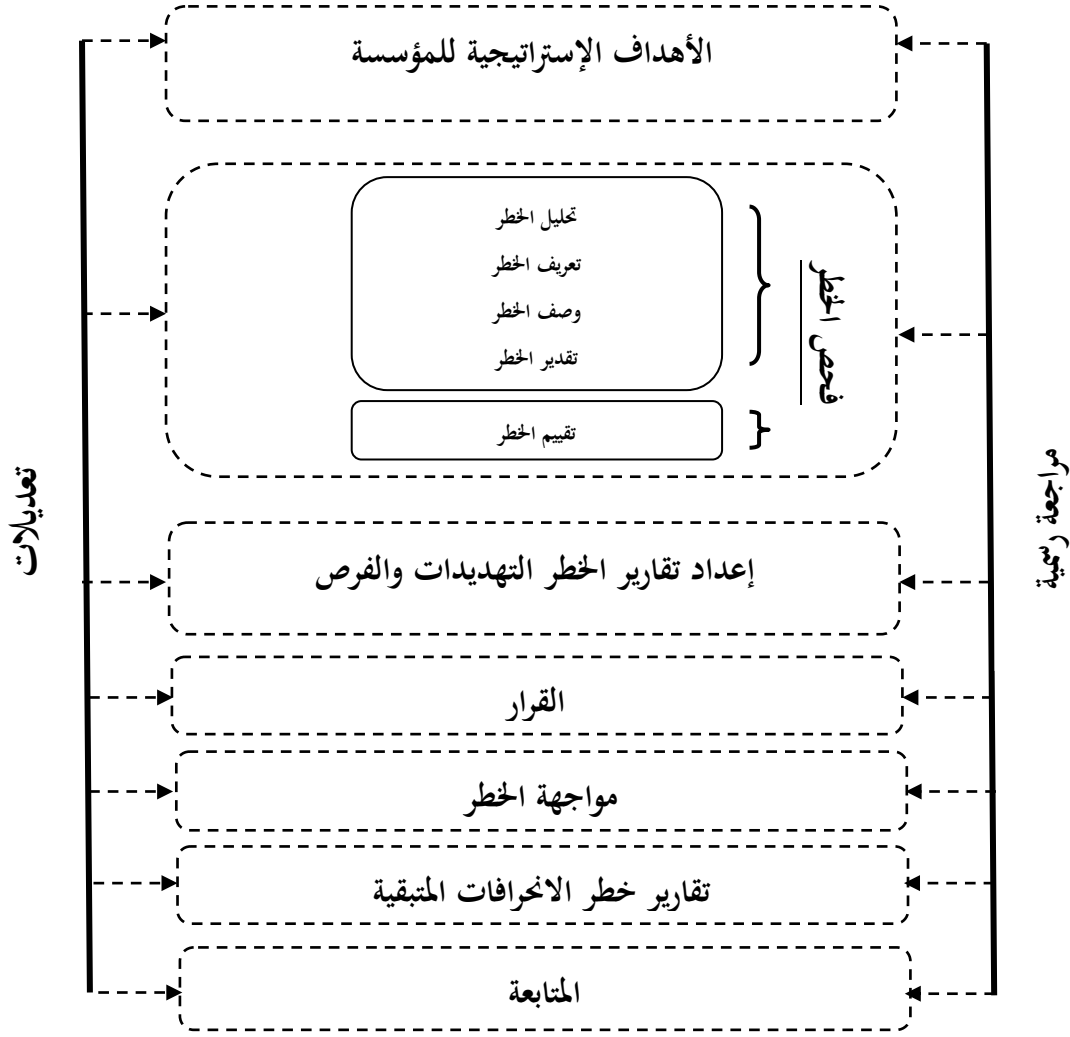 الأهداف الإستراتيجية للمؤسسة
تحليل الخطر
تعريف الخطر
وصف الخطر
تقدير الخطر
فحص الخطر
تقييم الخطر
مراجعة رسمية
تعديلات
إعداد تقارير الخطر التهديدات والفرص
القرار
مواجهة الخطر
تقارير خطر الانحرافات المتبقية
المتابعة